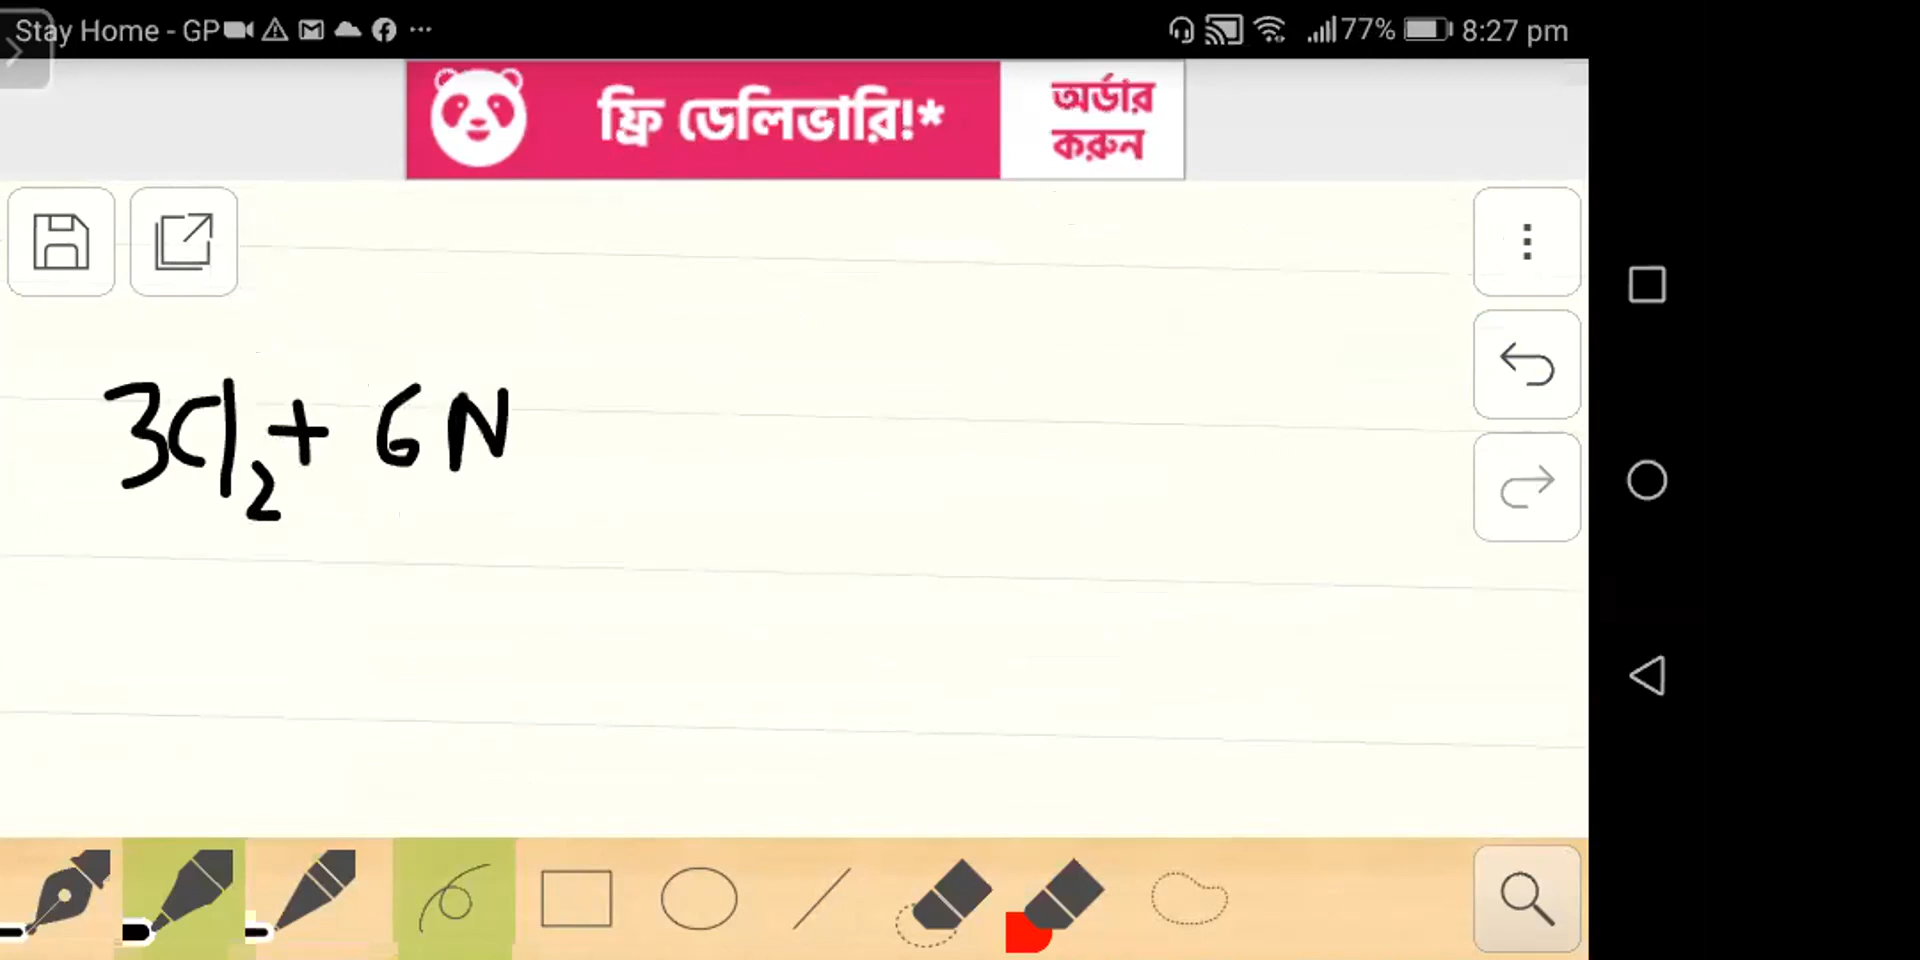 Stay Home - GP
77% 8:27 pm
ফ্রি ডেলিভারি!*
অর্ডার
করুন
3Cl₂ + 6N